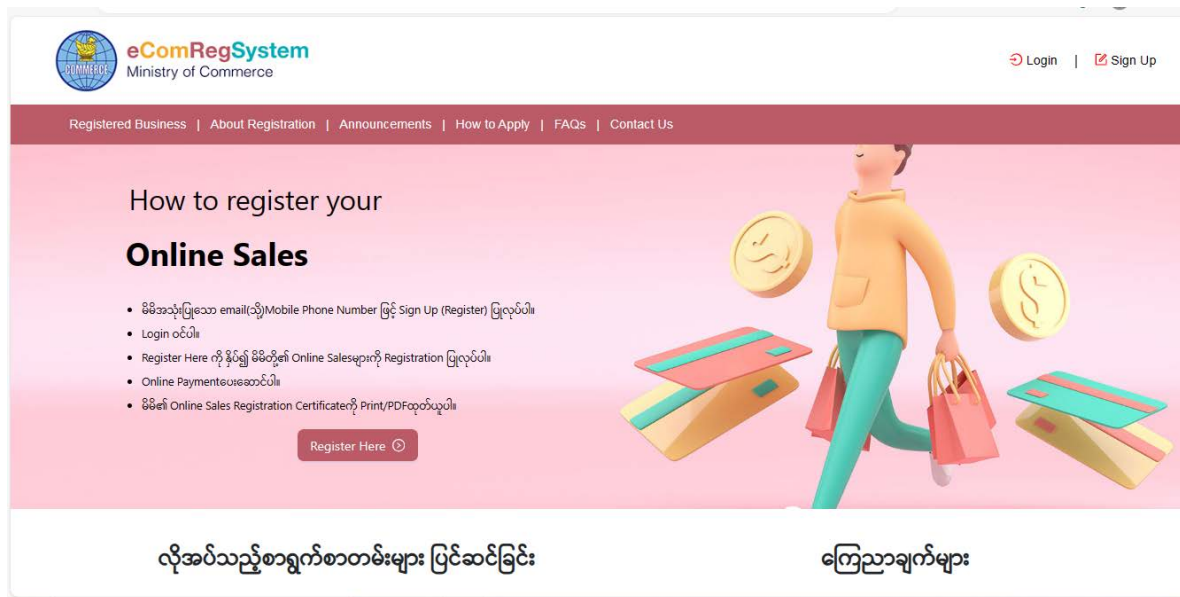 eComRegSystem
Ministry of Commerce
COMMERCE
Login | Sign Up
Registered Business | About Registration | Announcements | How to Apply | FAQs | Contact Us
How to register your
Online Sales
• မိမိအသုံးပြုသော email(သို့)Mobile Phone Number ဖြင့် Sign Up (Register) ပြုလုပ်ပါ။
• Login ဝင်ပါ။
• Register Here ကို နှိပ်၍ မိမိတို့၏ Online Salesများကို Registration ပြုလုပ်ပါ။
• Online Paymentပေးဆောင်ပါ။
• မိမိ၏ Online Sales Registration Certificateကို Print/PDFထုတ်ယူပါ။
Register Here
လိုအပ်သည့်စာရွက်စာတမ်းများ ပြင်ဆင်ခြင်း
ကြေညာချက်များ